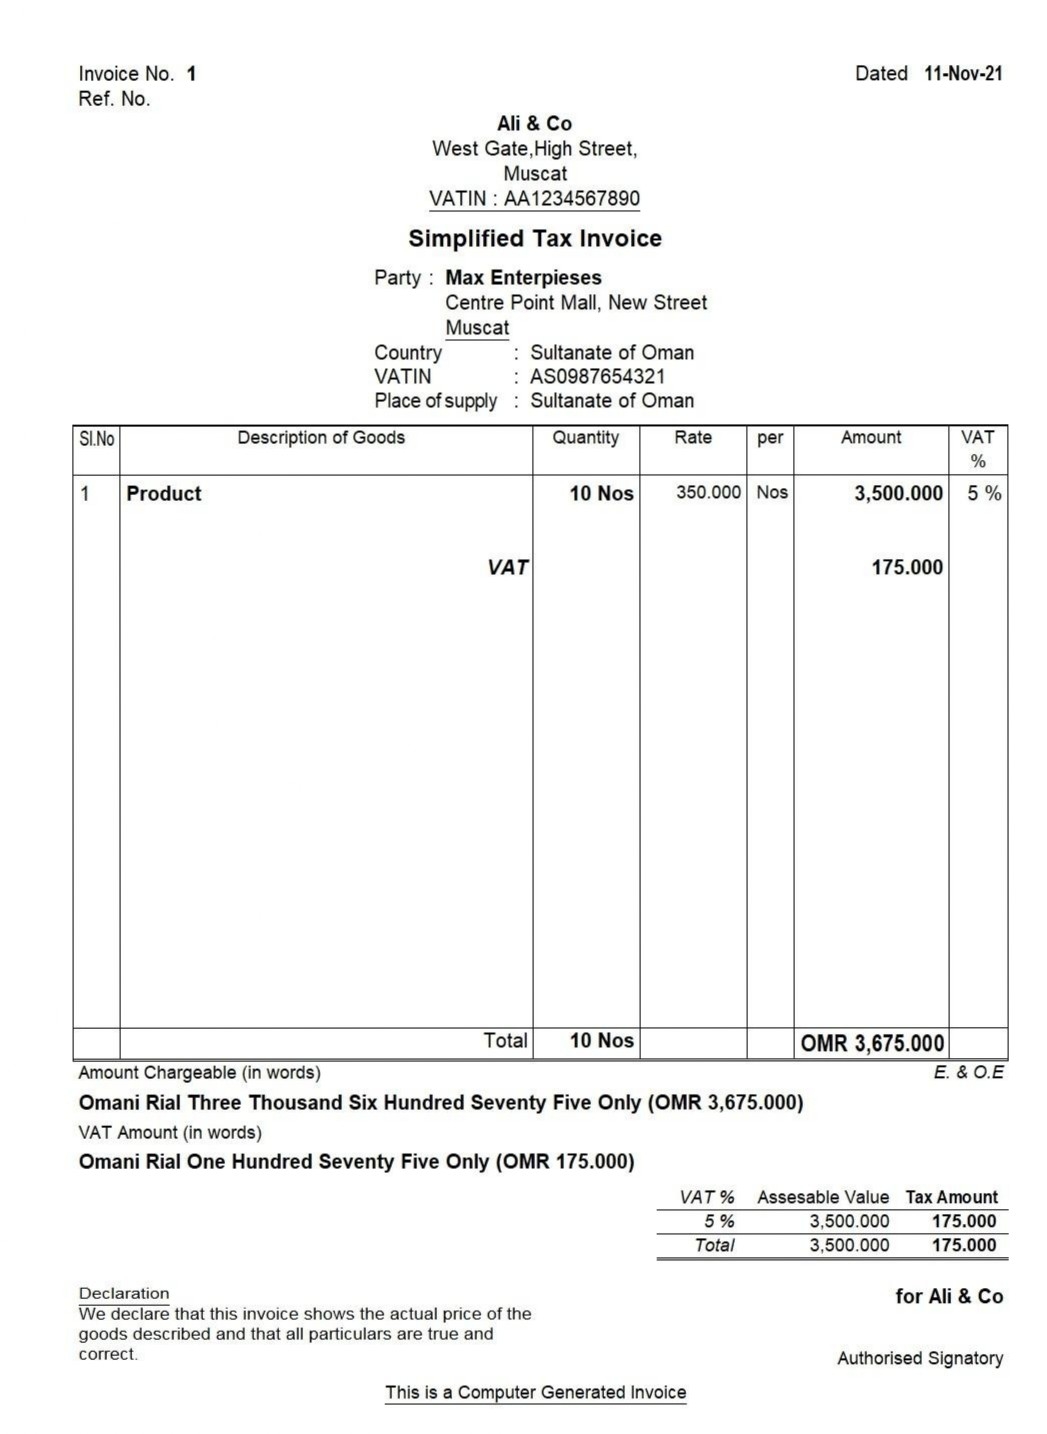 Invoice No. 1 Dated 11-Nov-21
Ref. No.
Ali & Co
West Gate,High Street,
Muscat
VATIN : AA1234567890
Simplified Tax Invoice
Party : Max Enterpieses
Centre Point Mall, New Street
Muscat
Country : Sultanate of Oman
VATIN : AS0987654321
Place of supply : Sultanate of Oman
Sl.No Description of Goods Quantity Rate per Amount VAT
%
1 Product 10 Nos 350.000 Nos 3,500.000 5 %
VAT 175.000
Total 10 Nos OMR 3,675.000
Amount Chargeable (in words) E. & O.E
Omani Rial Three Thousand Six Hundred Seventy Five Only (OMR 3,675.000)
VAT Amount (in words)
Omani Rial One Hundred Seventy Five Only (OMR 175.000)
VAT % Assesable Value Tax Amount
5 % 3,500.000 175.000
Total 3,500.000 175.000
Declaration
We declare that this invoice shows the actual price of the
goods described and that all particulars are true and
correct.
for Ali & Co
Authorised Signatory
This is a Computer Generated Invoice